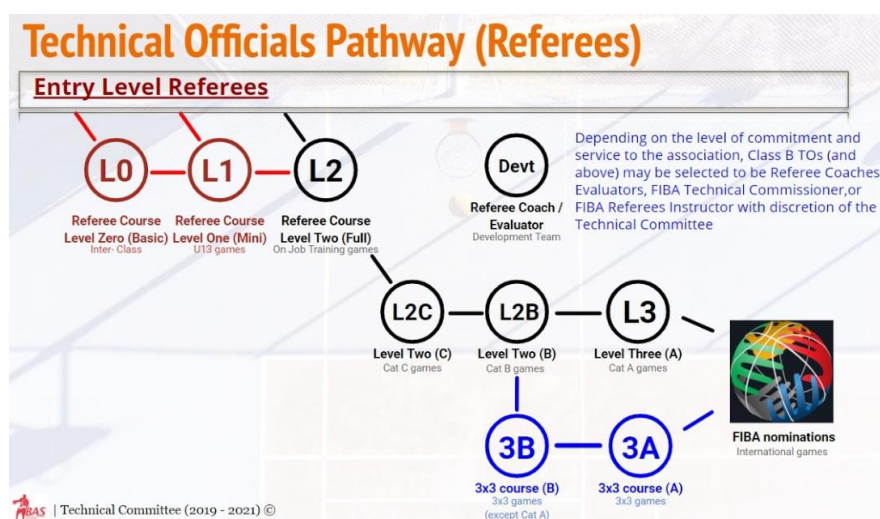 Technical Officials Pathway (Referees)
Entry Level Referees
L0
L1
L2
Devt
Referee Course
Level Zero (Basic)
Inter- Class
Referee Course
Level One (Mini)
U13 games
Referee Course
Level Two (Full)
On Job Training games
Referee Coach /
Evaluator
Development Team
Depending on the level of commitment and
service to the association, Class B TOs (and
above) may be selected to be Referee Coaches
Evaluators, FIBA Technical Commissioner,or
FIBA Referees Instructor with discretion of the
Technical Committee
L2C
L2B
L3
Level Two (C)
Cat C games
Level Two (B)
Cat B games
Level Three (A)
Cat A games
FIBA nominations
International games
3B
3A
3x3 course (B)
3x3 games
(except Cat A)
3x3 course (A)
3x3 games
BAS | Technical Committee (2019 - 2021) ©